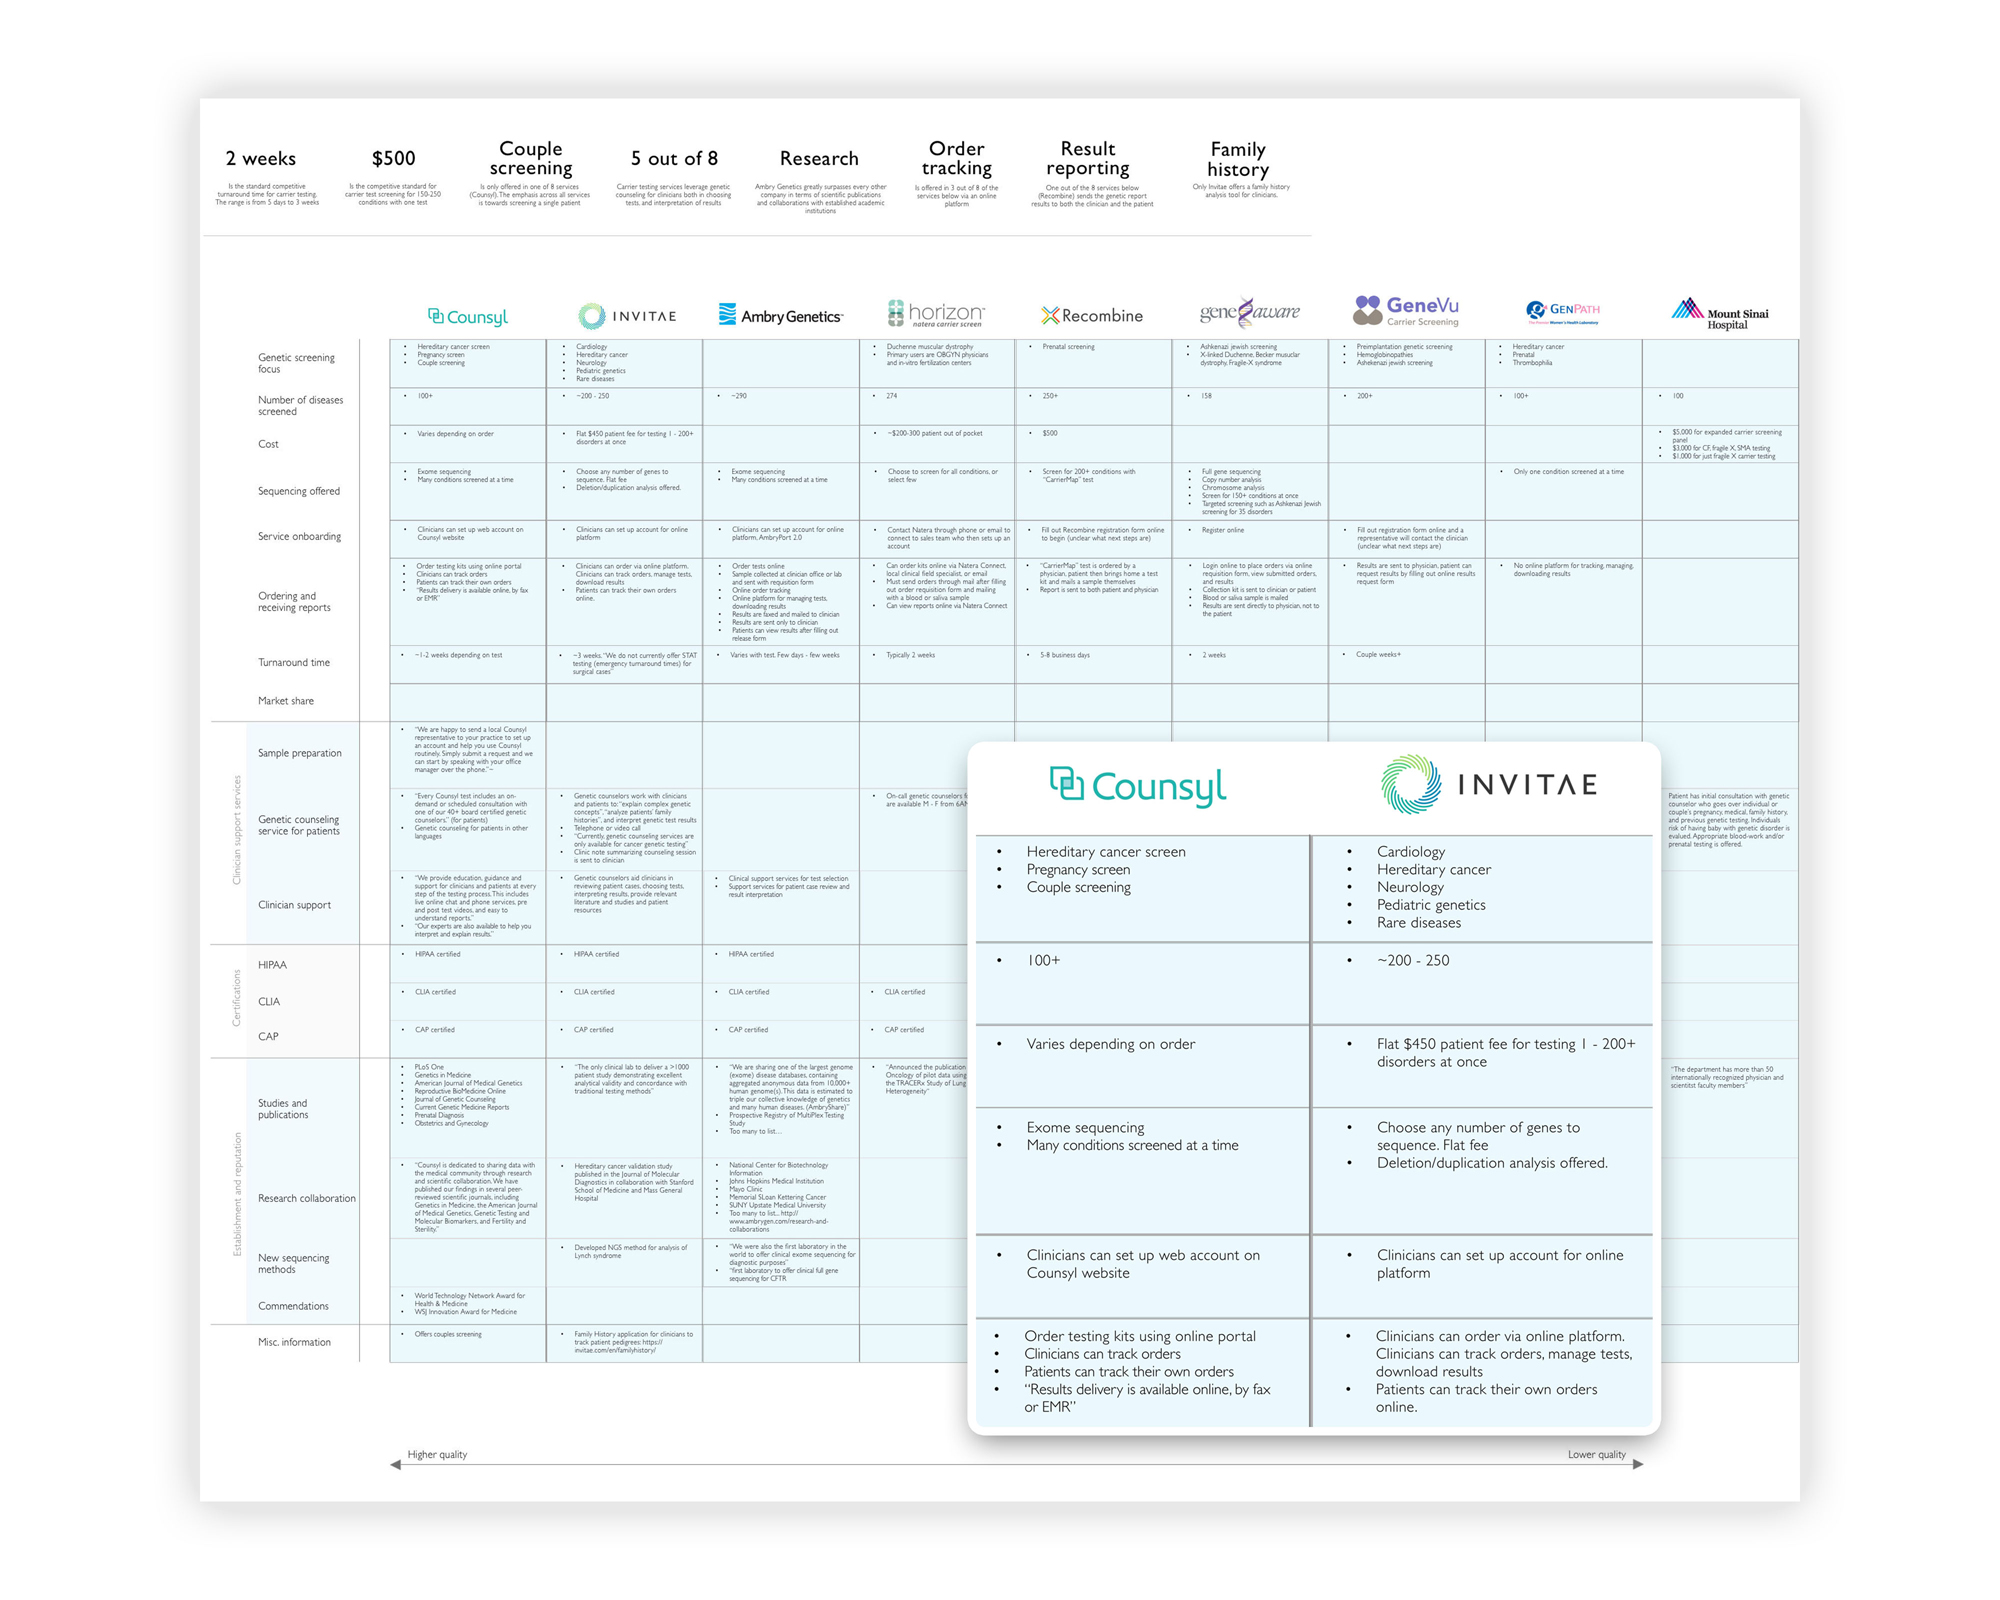 2 weeks
Is the standard competitive
turnaround time for carrier testing.
The range is from 5 days to 3 weeks
$500
Is the competitive standard for
carrier test screening for 150-250
conditions with one test
Couple
screening
Is only offered in one of 8 services
(Counsyl). The emphasis across all services
is towards screening a single patient
5 out of 8
Carrier testing services leverage genetic
counseling for clinicians both in choosing
tests, and interpretation of results
Research
Ambry Genetics greatly surpasses every other
company in terms of scientific publications
and collaborations with established academic
institutions
Order
tracking
Is offered in 3 out of 8 of the
services below via an online
platform
Result
reporting
One out of the 8 services below
(Recombine) sends the genetic report
results to both the clinician and the patient
Family
history
Only Invitae offers a family history
analysis tool for clinicians.
Counsyl
INVITAE
Ambry Genetics
horizon
natera carrier screen
Recombine
gene aware
GeneVu
Carrier Screening
GENPATH
Women's Health Laboratory
Mount Sinai
Hospital
Genetic screening
focus
• Hereditary cancer screen
• Pregnancy screen
• Couple screening
• Cardiology
• Hereditary cancer
• Neurology
• Pediatric genetics
• Rare diseases
• Duchenne muscular dystrophy
• Primary users are OBGYN physicians
and in-vitro fertilization centers
• Prenatal screening
• Ashkenazi jewish screening
• X-linked Duchenne, Becker musuclar
dystrophy, Fragile-X syndrome
• Preimplantation genetic screening
• Hemoglobinopathies
• Ashekenazi jewish screening
• Hereditary cancer
• Prenatal
• Thrombophilia
Number of diseases
screened
• 100+
• ~200 - 250
• ~290
• 274
• 250+
• 158
• 200+
• 100+
• 100
Cost
• Varies depending on order
• Flat $450 patient fee for testing 1 - 200+
disorders at once
• ~$200-300 patient out of pocket
• $500
• $5,000 for expanded carrier screening
panel
• $3,000 for CF, fragile X, SMA testing
• $1,000 for just fragile X carrier testing
Sequencing offered
• Exome sequencing
• Many conditions screened at a time
• Choose any number of genes to
sequence. Flat fee
• Deletion/duplication analysis offered.
• Exome sequencing
• Many conditions screened at a time
• Choose to screen for all conditions, or
select few
• Screen for 200+ conditions with
"CarrierMap" test
• Full gene sequencing
• Copy number analysis
• Chromosome analysis
• Screen for 150+ conditions at once
• Targeted screening such as Ashkenazi Jewish
screening for 35 disorders
• Only one condition screened at a time
Service onboarding
• Clinicians can set up web account on
Counsyl website
• Clinicians can set up account for online
platform
• Clinicians can set up account for online
platform, AmbryPort 2.0
• Contact Natera through phone or email to
connect to sales team who then sets up an
account
• Fill out Recombine registration form online
to begin (unclear what next steps are)
• Register online
• Fill out registration form online and a
representative will contact the clinician
(unclear what next steps are)
Ordering and
receiving reports
• Order testing kits using online portal
• Clinicians can track orders
• Patients can track their own orders
• "Results delivery is available online, by fax
or EMR"
• Clinicians can order via online platform.
Clinicians can track orders, manage tests,
download results
• Patients can track their own orders
online.
• Order tests online
• Sample collected at clinician office or lab
and sent with requisition form
• Online order tracking
• Online platform for managing tests,
downloading results
• Results are faxed and mailed to clinician
• Results are sent only to clinician
• Patients can view results after filling out
release form
• Can order kits online via Natera Connect,
local clinical field specialist, or email
• Must send orders through mail after filling
out order requisition form and mailing
with a blood or saliva sample
• Can view reports online via Natera Connect
• "CarrierMap" test is ordered by a
physician, patient then brings home a test
kit and mails a sample themselves
• Report is sent to both patient and physician
• Login online to place orders via online
requisition form, view submitted orders,
and results
• Collection kit is sent to clinician or patient
• Blood or saliva sample is mailed
• Results are sent directly to physician, not to
the patient
• Results are sent to physician, patient can
request results by filling out online results
request form
• No online platform for tracking, managing,
downloading results
Turnaround time
• ~1-2 weeks depending on test
• ~3 weeks. "We do not currently offer STAT
testing (emergency turnaround times) for
surgical cases"
• Varies with test. Few days - few weeks
• Typically 2 weeks
• 5-8 business days
• 2 weeks
• Couple weeks+
Market share
Clinician support services
Sample preparation
• "We are happy to send a local Counsyl
representative to your practice to set up
an account and help you use Counsyl
routinely. Simply submit a request and we
can start by speaking with your office
manager over the phone." ~
Genetic counseling
service for patients
• "Every Counsyl test includes an on-
demand or scheduled consultation with
one of our 40+ board certified genetic
counselors." (for patients)
• Genetic counseling for patients in other
languages
• Genetic counselors work with clinicians
and patients to: "explain complex genetic
concepts", "analyze patients' family
histories", and interpret genetic test results
• Telephone or video call
• "Currently, genetic counseling services are
only available for cancer genetic testing"
• Clinic note summarizing counseling session
is sent to clinician
• On-call genetic counselors f
are available M - F from 6AM
Patient has initial consultation with genetic
counselor who goes over individual or
couple's pregnancy, medical, family history,
and previous genetic testing. Individuals
risk of having baby with genetic disorder is
evaluated. Appropriate blood-work and/or
prenatal testing is offered.
Clinician support
• "We provide education, guidance and
support for clinicians and patients at every
step of the testing process. This includes
live online chat and phone services, pre
and post test videos, and easy to
understand reports."
• "Our experts are also available to help you
interpret and explain results."
• Genetic counselors aid clinicians in
reviewing patient cases, choosing tests,
interpreting results, provide relevant
literature and studies and patient
resources
• Clinical support services for test selection
• Support services for patient case review and
result interpretation
Certifications
HIPAA
• HIPAA certified
• HIPAA certified
• HIPAA certified
CLIA
• CLIA certified
• CLIA certified
• CLIA certified
• CLIA certified
CAP
• CAP certified
• CAP certified
• CAP certified
• CAP certified
Establishment and reputation
Studies and
publications
• PLoS One
• Genetics in Medicine
• American Journal of Medical Genetics
• Reproductive BioMedicine Online
• Journal of Genetic Counseling
• Current Genetic Medicine Reports
• Prenatal Diagnosis
• Obstetrics and Gynecology
• "The only clinical lab to deliver a >1000
patient study demonstrating excellent
analytical validity and concordance with
traditional testing methods"
• "We are sharing one of the largest genome
(exome) disease databases, containing
aggregated anonymous data from 10,000+
human genome(s). This data is estimated to
triple our collective knowledge of genetics
and many human diseases. (AmbryShare)"
• Prospective Registry of MultiPlex Testing
Study
• Too many to list…
• "Announced the publication
Oncology of pilot data using
the TRACERx Study of Lung
Heterogeneity"
"The department has more than 50
internationally recognized physician and
scientitst faculty members"
Research collaboration
• "Counsyl is dedicated to sharing data with
the medical community through research
and scientific collaboration. We have
published our findings in several peer-
reviewed scientific journals, including
Genetics in Medicine, the American Journal
of Medical Genetics, Genetic Testing and
Molecular Biomarkers, and Fertility and
Sterility."
• Hereditary cancer validation study
published in the Journal of Molecular
Diagnostics in collaboration with Stanford
School of Medicine and Mass General
Hospital
• National Center for Biotechnology
Information
• Johns Hopkins Medical Institution
• Mayo Clinic
• Memorial SLoan Kettering Cancer
• SUNY Upstate Medical University
• Too many to list... http://
www.ambrygen.com/research-and-
collaborations
New sequencing
methods
• Developed NGS method for analysis of
Lynch syndrome
• "We were also the first laboratory in the
world to offer clinical exome sequencing for
diagnostic purposes"
• "first laboratory to offer clinical full gene
sequencing for CFTR
Commendations
• World Technology Network Award for
Health & Medicine
• WSJ Innovation Award for Medicine
Misc. information
• Offers couples screening
• Family History application for clinicians to
track patient pedigrees: https://
invitae.com/en/familyhistory/
Counsyl
INVITAE
• Hereditary cancer screen
• Pregnancy screen
• Couple screening
• Cardiology
• Hereditary cancer
• Neurology
• Pediatric genetics
• Rare diseases
• 100+
• ~200 - 250
• Varies depending on order
• Flat $450 patient fee for testing 1 - 200+
disorders at once
• Exome sequencing
• Many conditions screened at a time
• Choose any number of genes to
sequence. Flat fee
• Deletion/duplication analysis offered.
• Clinicians can set up web account on
Counsyl website
• Clinicians can set up account for online
platform
• Order testing kits using online portal
• Clinicians can track orders
• Patients can track their own orders
• "Results delivery is available online, by fax
or EMR"
• Clinicians can order via online platform.
Clinicians can track orders, manage tests,
download results
• Patients can track their own orders
online.
Higher quality
Lower quality